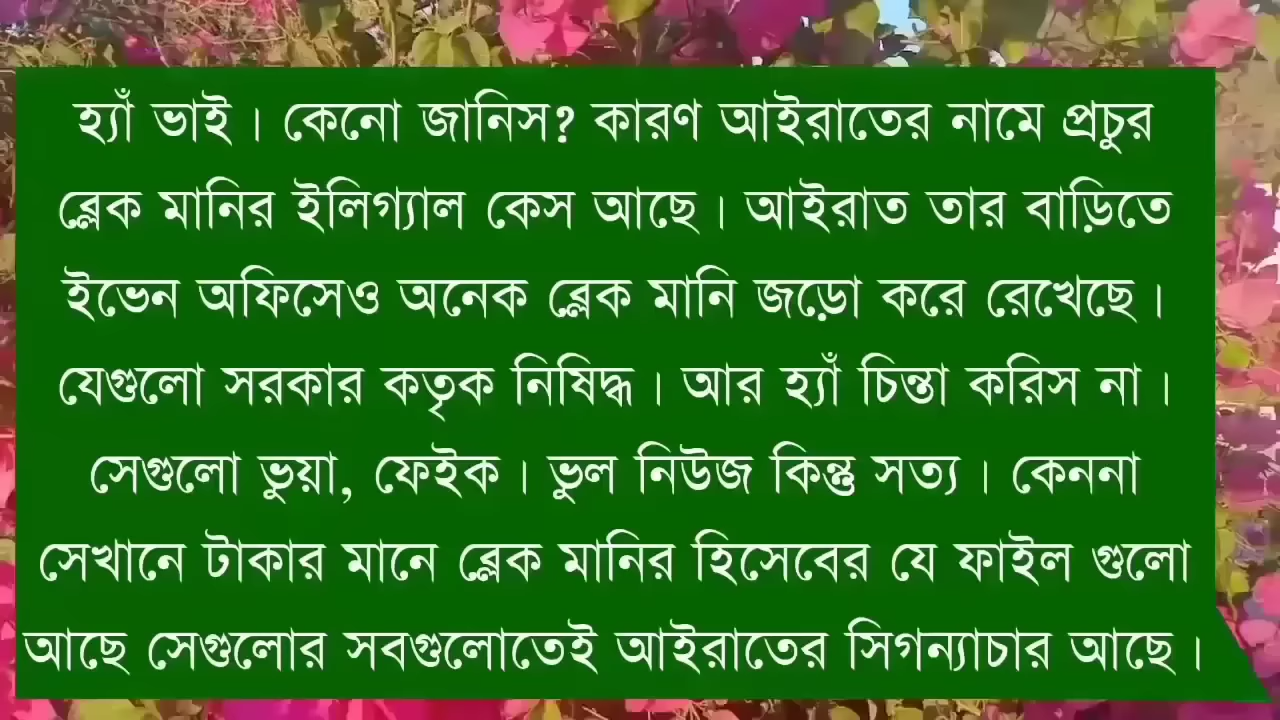 হ্যাঁ ভাই । কেনো জানিস? কারণ আইরাতের নামে প্রচুর
ব্লেক মানির ইলিগ্যাল কেস আছে । আইরাত তার বাড়িতে
ইভেন অফিসেও অনেক ব্লেক মানি জড়ো করে রেখেছে ।
যেগুলো সরকার কতৃক নিষিদ্ধ । আর হ্যাঁ চিন্তা করিস না ।
সেগুলো ভুয়া, ফেইক । ভুল নিউজ কিন্তু সত্য । কেননা
সেখানে টাকার মানে ব্লেক মানির হিসেবের যে ফাইল গুলো
আছে সেগুলোর সবগুলোতেই আইরাতের সিগন্যাচার আছে ।